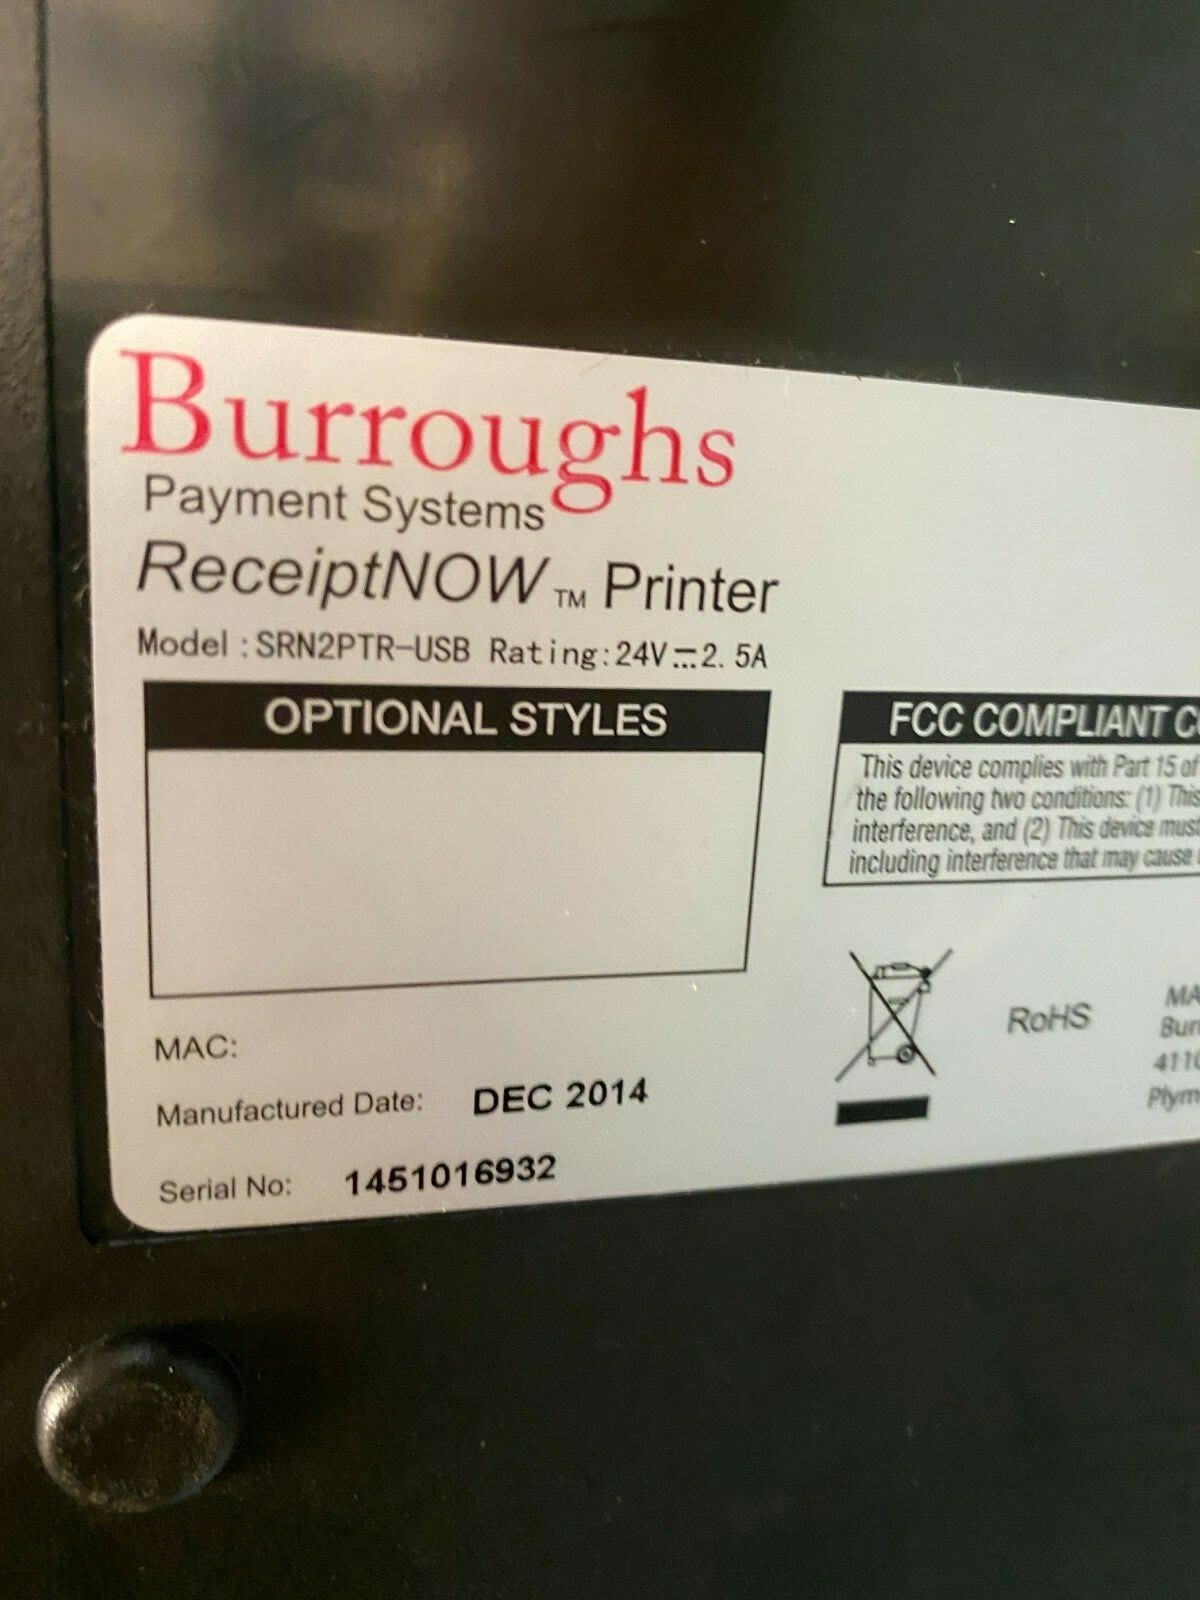 Burroughs
Payment Systems
ReceiptNOW™ Printer
Model :SRN2PTR-USB Rating:24V⎓2.5A
OPTIONAL STYLES
FCC COMPLIANT
This device complies with Part 15 of
the following two conditions: (1) This
interference, and (2) This device must
including interference that may cause
MAC:
Manufactured Date: DEC 2014
Serial No: 1451016932
RoHS